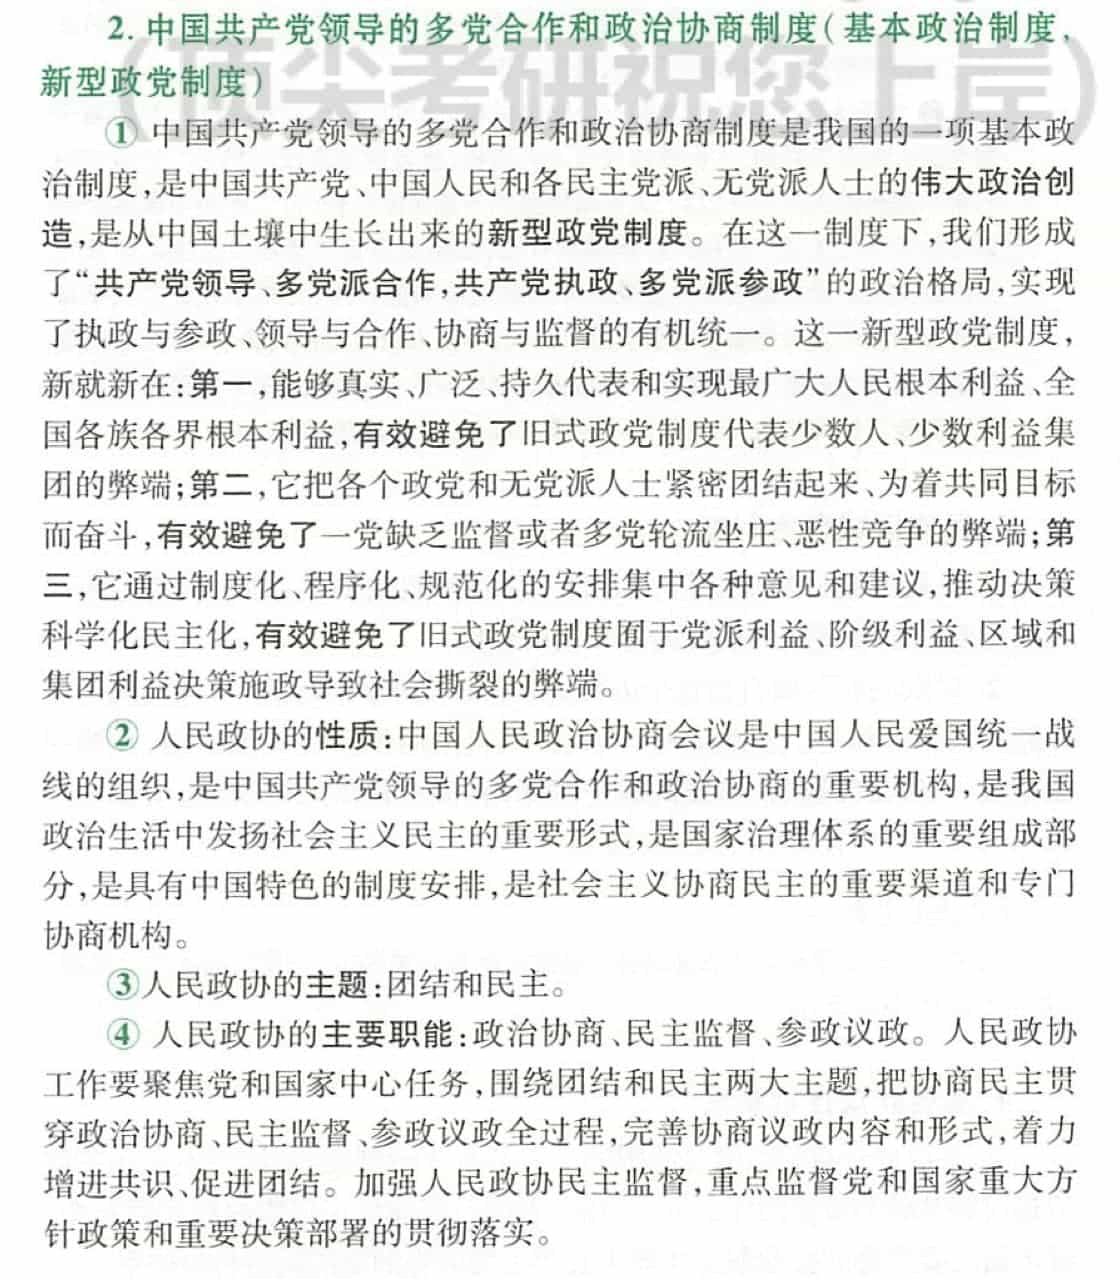 2. 中国共产党领导的多党合作和政治协商制度(基本政治制度,
新型政党制度)
(顶尖考研祝您上岸)
① 中国共产党领导的多党合作和政治协商制度是我国的一项基本政
治制度,是中国共产党、中国人民和各民主党派、无党派人士的伟大政治创
造,是从中国土壤中生长出来的新型政党制度。在这一制度下,我们形成
了“共产党领导、多党派合作,共产党执政、多党派参政”的政治格局,实现
了执政与参政、领导与合作、协商与监督的有机统一。这一新型政党制度,
新就新在:第一,能够真实、广泛、持久代表和实现最广大人民根本利益、全
国各族各界根本利益,有效避免了旧式政党制度代表少数人、少数利益集
团的弊端;第二,它把各个政党和无党派人士紧密团结起来、为着共同目标
而奋斗,有效避免了一党缺乏监督或者多党轮流坐庄、恶性竞争的弊端;第
三,它通过制度化、程序化、规范化的安排集中各种意见和建议,推动决策
科学化民主化,有效避免了旧式政党制度囿于党派利益、阶级利益、区域和
集团利益决策施政导致社会撕裂的弊端。
② 人民政协的性质:中国人民政治协商会议是中国人民爱国统一战
线的组织,是中国共产党领导的多党合作和政治协商的重要机构,是我国
政治生活中发扬社会主义民主的重要形式,是国家治理体系的重要组成部
分,是具有中国特色的制度安排,是社会主义协商民主的重要渠道和专门
协商机构。
③人民政协的主题:团结和民主。
④ 人民政协的主要职能:政治协商、民主监督、参政议政。人民政协
工作要聚焦党和国家中心任务,围绕团结和民主两大主题,把协商民主贯
穿政治协商、民主监督、参政议政全过程,完善协商议政内容和形式,着力
增进共识、促进团结。加强人民政协民主监督,重点监督党和国家重大方
针政策和重要决策部署的贯彻落实。